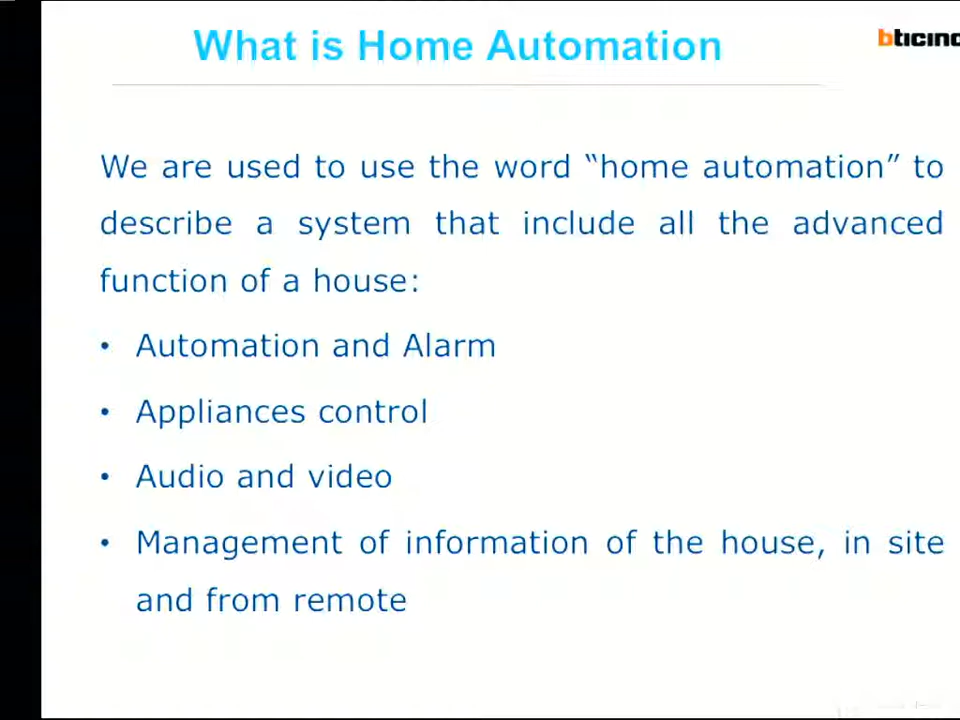 What is Home Automation
bticino
We are used to use the word “home automation” to
describe a system that include all the advanced
function of a house:
• Automation and Alarm
• Appliances control
• Audio and video
• Management of information of the house, in site
and from remote